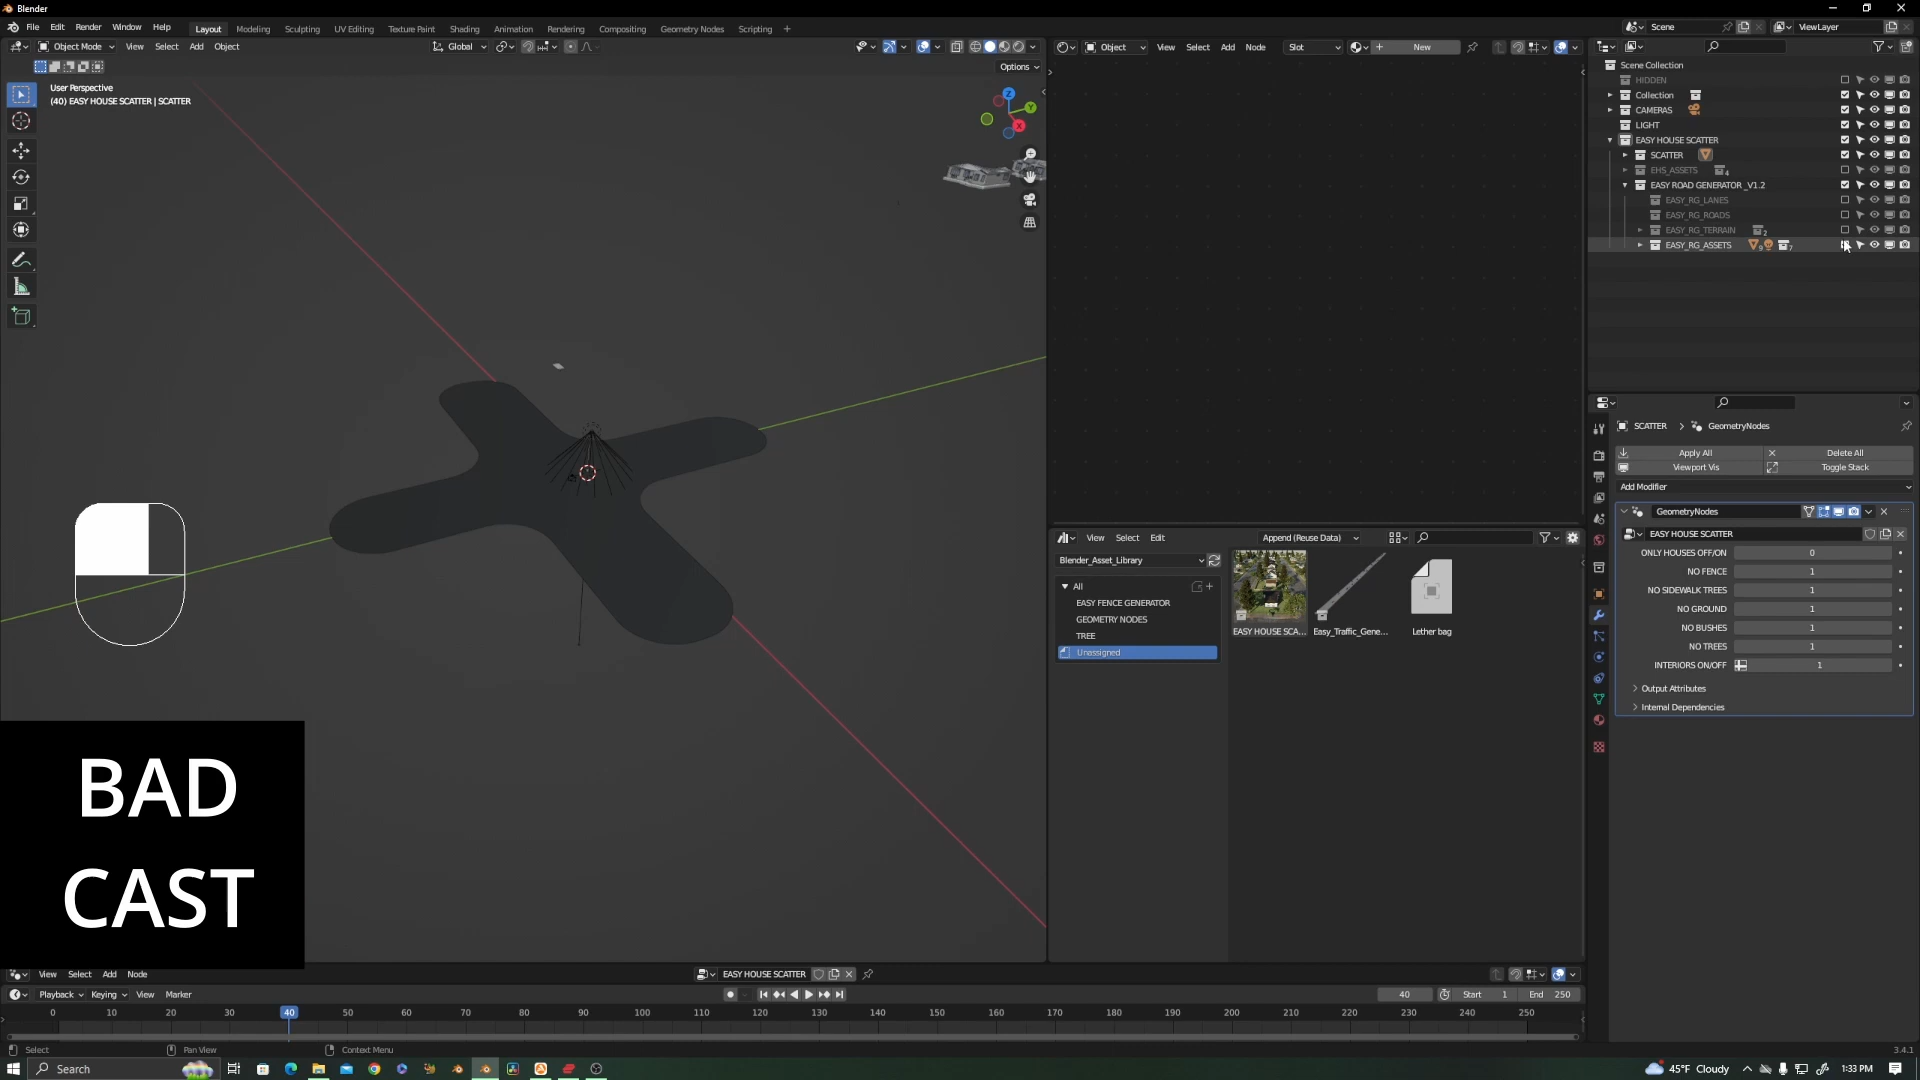 Blender
File Edit Render Window Help Layout Modeling Sculpting UV Editing Texture Paint Shading Animation Rendering Compositing Geometry Nodes Scripting + Scene ViewLayer
Object Mode View Select Add Object Global Object View Select Add Node Slot New
Options
User Perspective
(40) EASY HOUSE SCATTER | SCATTER
Z
Y
X
Scene Collection
HIDDEN
Collection
CAMERAS
LIGHT
EASY HOUSE SCATTER
SCATTER
EHS_ASSETS 4
EASY ROAD GENERATOR _V1.2
EASY_RG_LANES
EASY_RG_ROADS
EASY_RG_TERRAIN 2
EASY_RG_ASSETS 9 7
SCATTER > GeometryNodes
Apply All Delete All
Viewport Vis Toggle Stack
Add Modifier
GeometryNodes
EASY HOUSE SCATTER
ONLY HOUSES OFF/ON 0
NO FENCE 1
NO SIDEWALK TREES 1
NO GROUND 1
NO BUSHES 1
NO TREES 1
INTERIORS ON/OFF 1
Output Attributes
Internal Dependencies
View Select Edit Append (Reuse Data)
Blender_Asset_Library
All
EASY FENCE GENERATOR
GEOMETRY NODES
TREE
Unassigned
EASY HOUSE SCA... Easy_Traffic_Gene... Lether bag
BAD
CAST
View Select Add Node EASY HOUSE SCATTER
Playback Keying View Marker 40 Start 1 End 250
0 10 20 30 40 50 60 70 80 90 100 110 120 130 140 150 160 170 180 190 200 210 220 230 240 250
Select Pan View Context Menu 3.4.1
Search 45°F Cloudy 1:33 PM